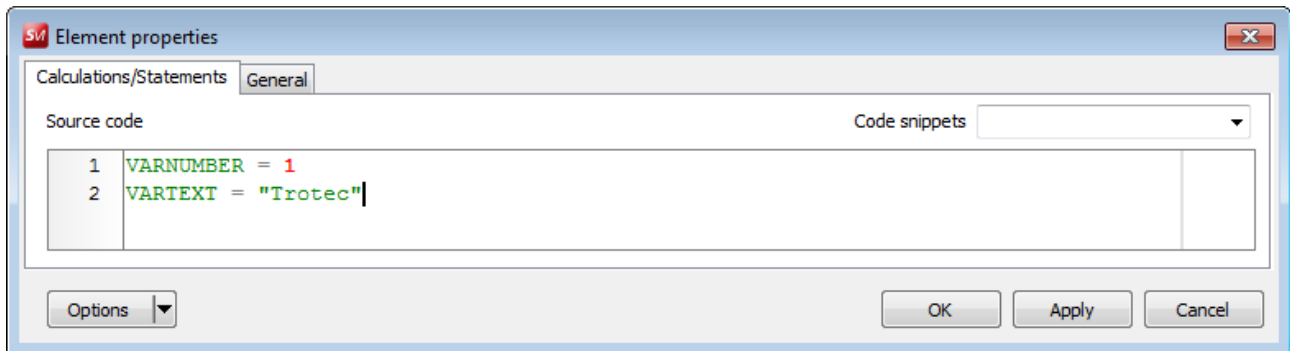 SM Element properties
Calculations/Statements General
Source code Code snippets
1 VARNUMBER = 1
2 VARTEXT = "Trotec"
Options OK Apply Cancel